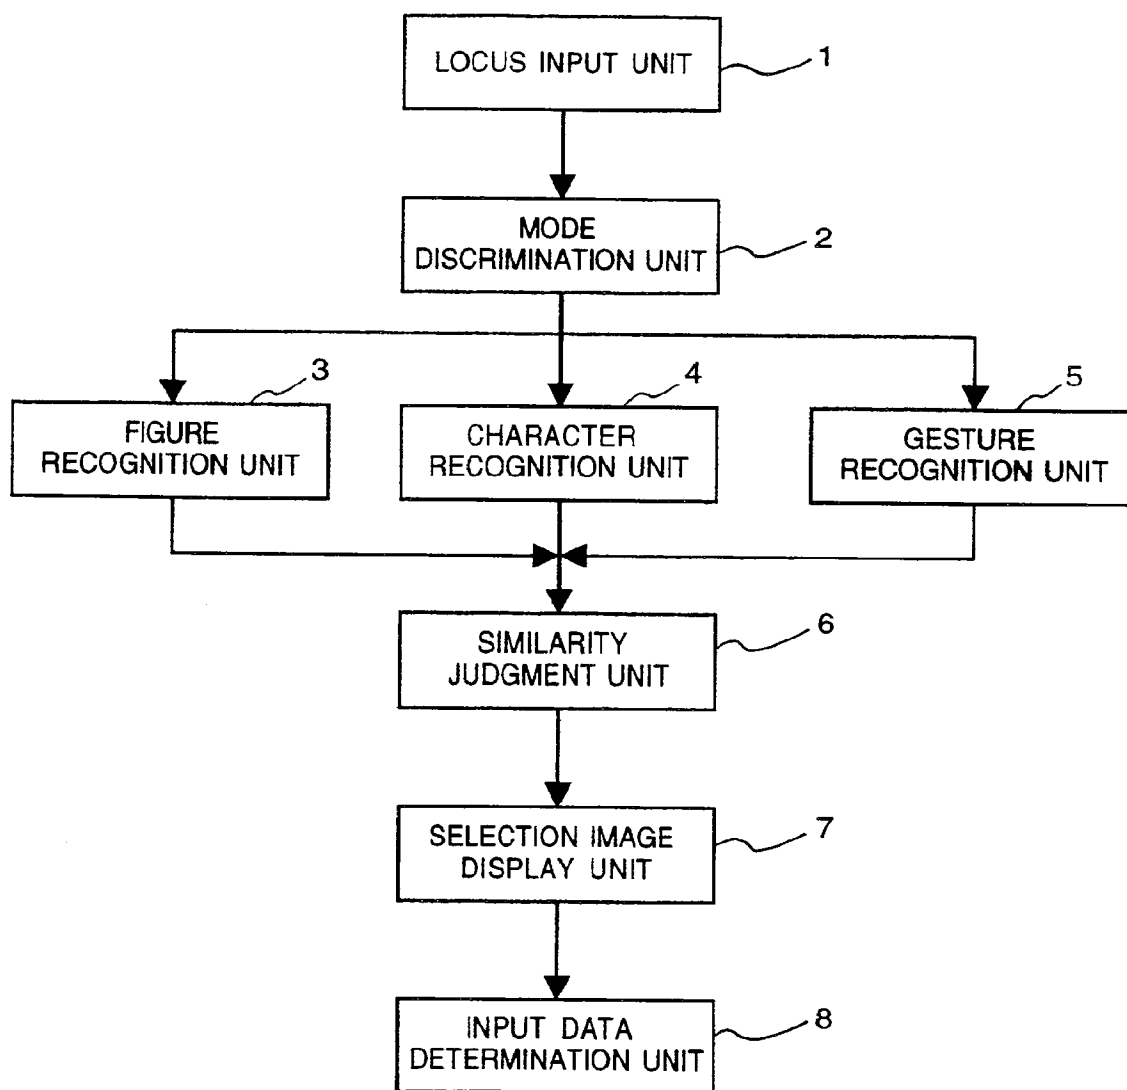 LOCUS INPUT UNIT
1
MODE
DISCRIMINATION UNIT
2
3
4
5
FIGURE
RECOGNITION UNIT
CHARACTER
RECOGNITION UNIT
GESTURE
RECOGNITION UNIT
SIMILARITY
JUDGMENT UNIT
6
SELECTION IMAGE
DISPLAY UNIT
7
INPUT DATA
DETERMINATION UNIT
8